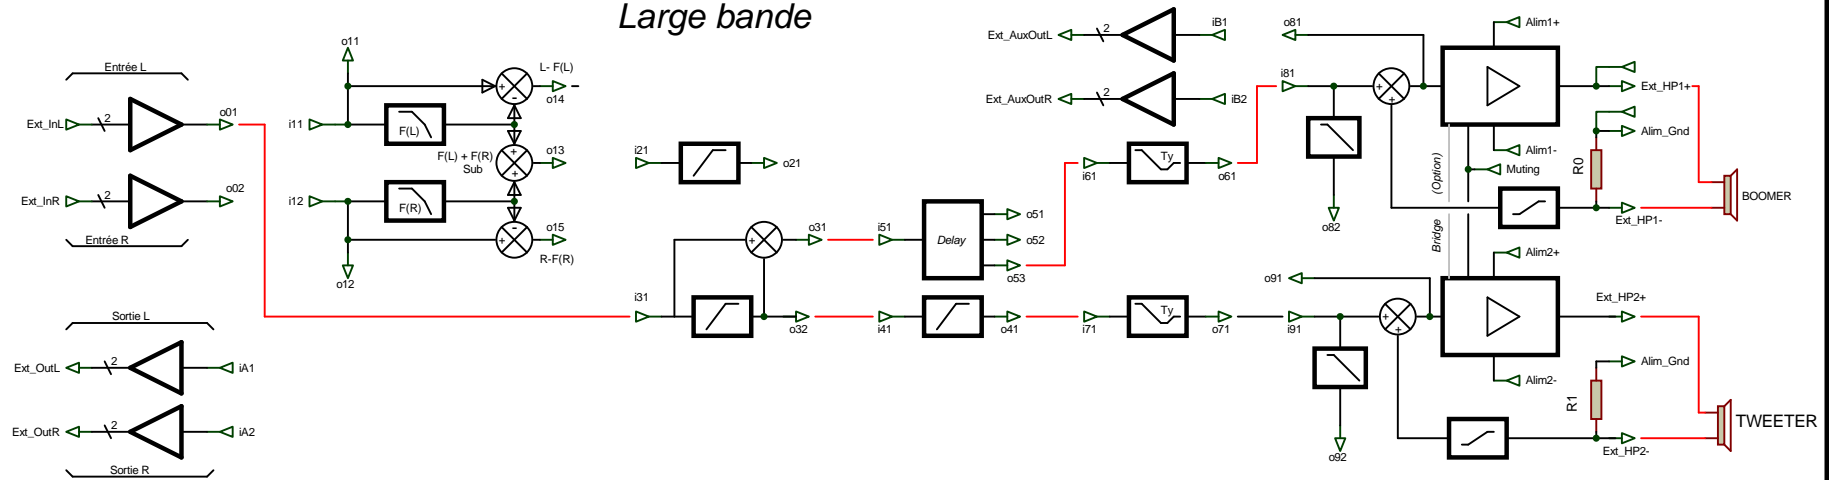 Large bande
Entrée L
Ext_InL
2
o01
Ext_InR
2
o02
Entrée R
Sortie L
Ext_OutL
2
iA1
Ext_OutR
2
iA2
Sortie R
o11
i11
F(L)
+
-
L- F(L)
o14
F(L) + F(R)
Sub
+
+
o13
i12
F(R)
-
+
o15
R-F(R)
o12
i21
o21
i31
o31
o32
i51
Delay
o51
o52
o53
i41
o41
i61
Ty
o61
i71
Ty
o71
Ext_AuxOutL
2
iB1
Ext_AuxOutR
2
iB2
o81
i81
+
+
o82
Alim1+
Alim1-
Muting
(Option)
Bridge
Ext_HP1+
Alim_Gnd
R0
Ext_HP1-
BOOMER
o91
i91
+
+
o92
Alim2+
Alim2-
Ext_HP2+
Alim_Gnd
R1
Ext_HP2-
TWEETER